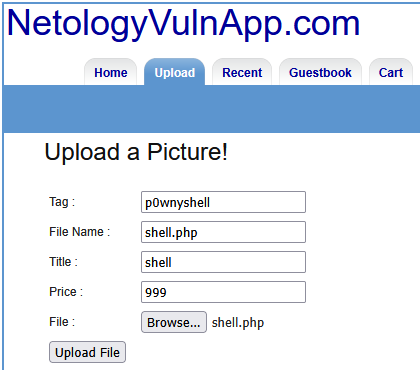 NetologyVulnApp.com
Home Upload Recent Guestbook Cart
Upload a Picture!
Tag : p0wnyshell
File Name : shell.php
Title : shell
Price : 999
File : Browse... shell.php
Upload File